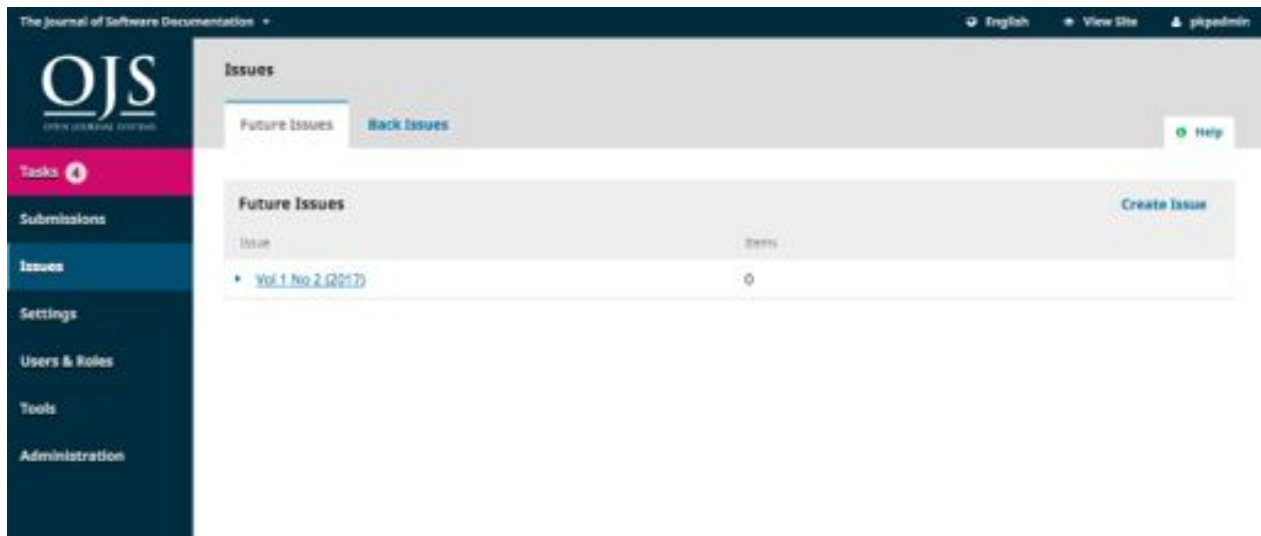 The Journal of Software Documentation
English
View Site
pkpadmin
OJS
OPEN JOURNAL SYSTEMS
Issues
Future Issues
Back Issues
Help
Tasks 4
Submissions
Issues
Settings
Users & Roles
Tools
Administration
Future Issues
Create Issue
Issue
Items
Vol 1 No 2 (2017)
0